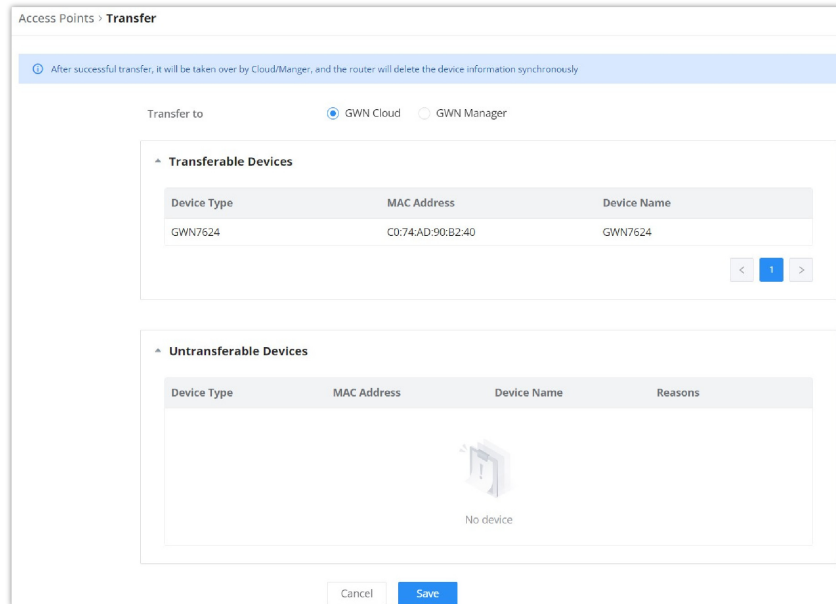 Access Points > Transfer
After successful transfer, it will be taken over by Cloud/Manger, and the router will delete the device information synchronously
Transfer to GWN Cloud GWN Manager
Transferable Devices
Device Type MAC Address Device Name
GWN7624 C0:74:AD:90:B2:40 GWN7624
< 1 >
Untransferable Devices
Device Type MAC Address Device Name Reasons
No device
Cancel Save